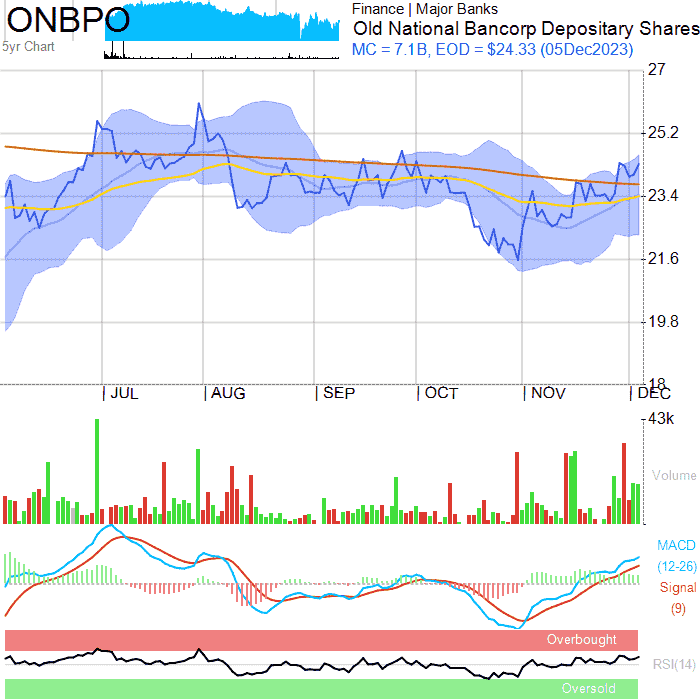 ONBPO
5yr Chart
Finance | Major Banks
Old National Bancorp Depositary Shares
MC = 7.1B, EOD = $24.33 (05Dec2023)
27
25.2
23.4
21.6
19.8
18
| JUL | AUG | SEP | OCT | NOV | DEC
43k
Volume
MACD
(12-26)
Signal
(9)
Overbought
RSI(14)
Oversold